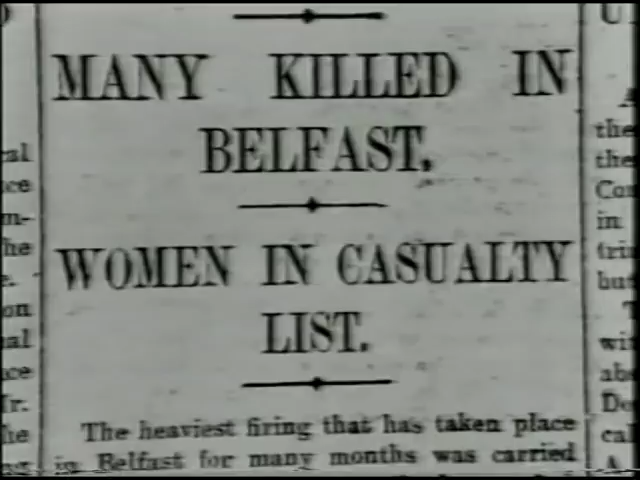 MANY KILLED IN
BELFAST.
WOMEN IN CASUALTY
LIST.
The heaviest firing that has taken place
in Belfast for many months was carried